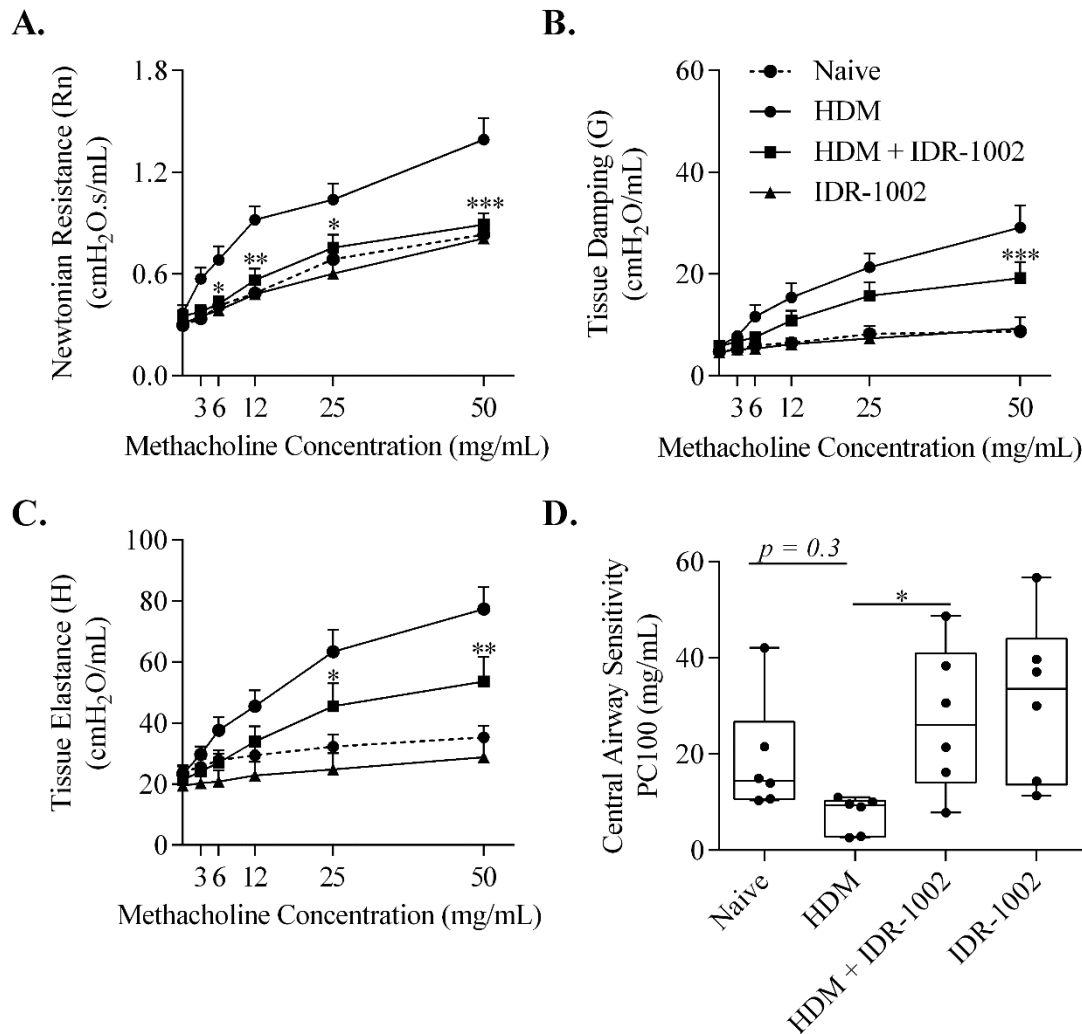 A.
Newtonian Resistance (Rn)
(cmH₂O.s/mL)
1.8
1.2
0.6
0.0
*
**
*
***
3 6 12 25 50
Methacholine Concentration (mg/mL)
B.
Tissue Damping (G)
(cmH₂O/mL)
60
40
20
0
Naive
HDM
HDM + IDR-1002
IDR-1002
***
3 6 12 25 50
Methacholine Concentration (mg/mL)
C.
Tissue Elastance (H)
(cmH₂O/mL)
100
80
60
40
20
0
*
**
3 6 12 25 50
Methacholine Concentration (mg/mL)
D.
Central Airway Sensitivity
PC100 (mg/mL)
60
40
20
0
p = 0.3
*
Naive
HDM
HDM + IDR-1002
IDR-1002